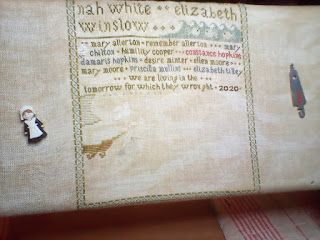 nah white elizabeth
winslow
mary allerton · remember allerton mary
chilton · humility cooper constance hopkins
damaris hopkins · desire minter · ellen moore
mary moore · priscilla mullins elizabeth tilley
we are living in the
tomorrow for which they wrought · 2020